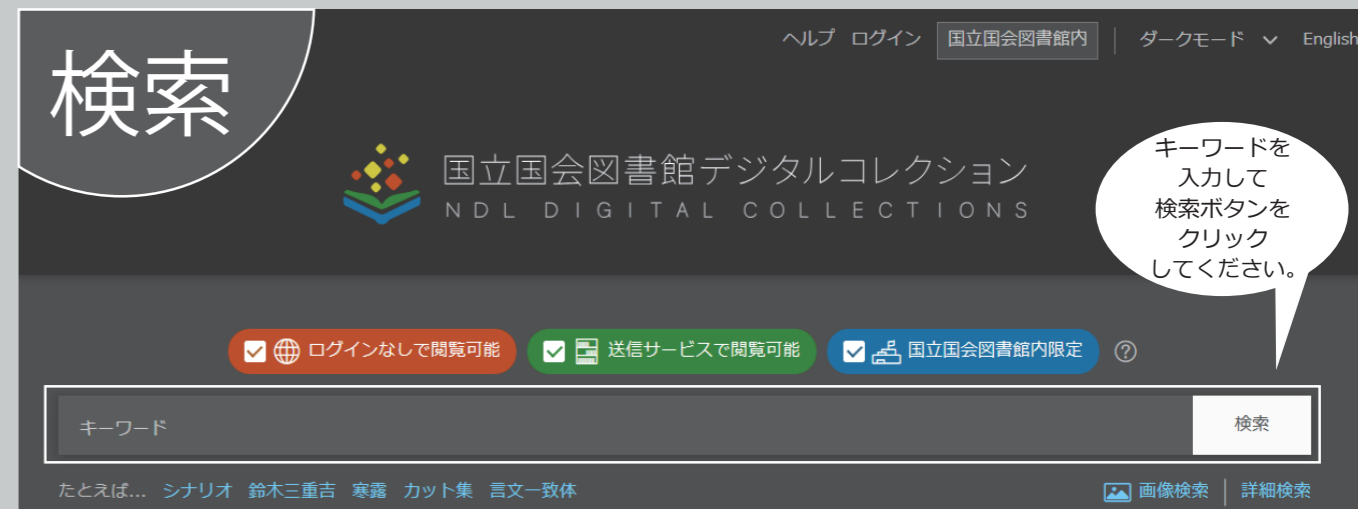 検索
ヘルプ ログイン 国立国会図書館内 ダークモード English
国立国会図書館デジタルコレクション
NDL DIGITAL COLLECTIONS
キーワードを
入力して
検索ボタンを
クリック
してください。
ログインなしで閲覧可能 送信サービスで閲覧可能 国立国会図書館内限定 ?
キーワード 検索
たとえば... シナリオ 鈴木三重吉 寒露 カット集 言文一致体 画像検索 詳細検索